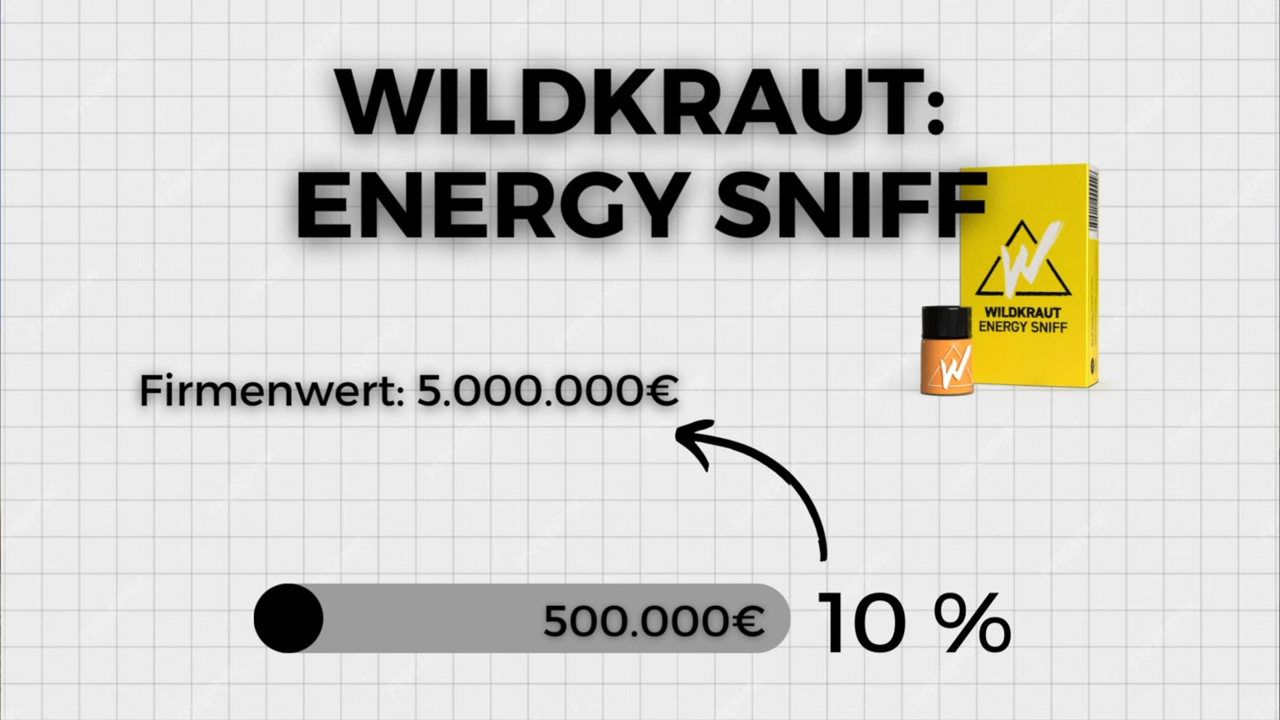 WILDKRAUT:
ENERGY SNIFF
W
WILDKRAUT
ENERGY SNIFF
W
Firmenwert: 5.000.000€
500.000€
10 %